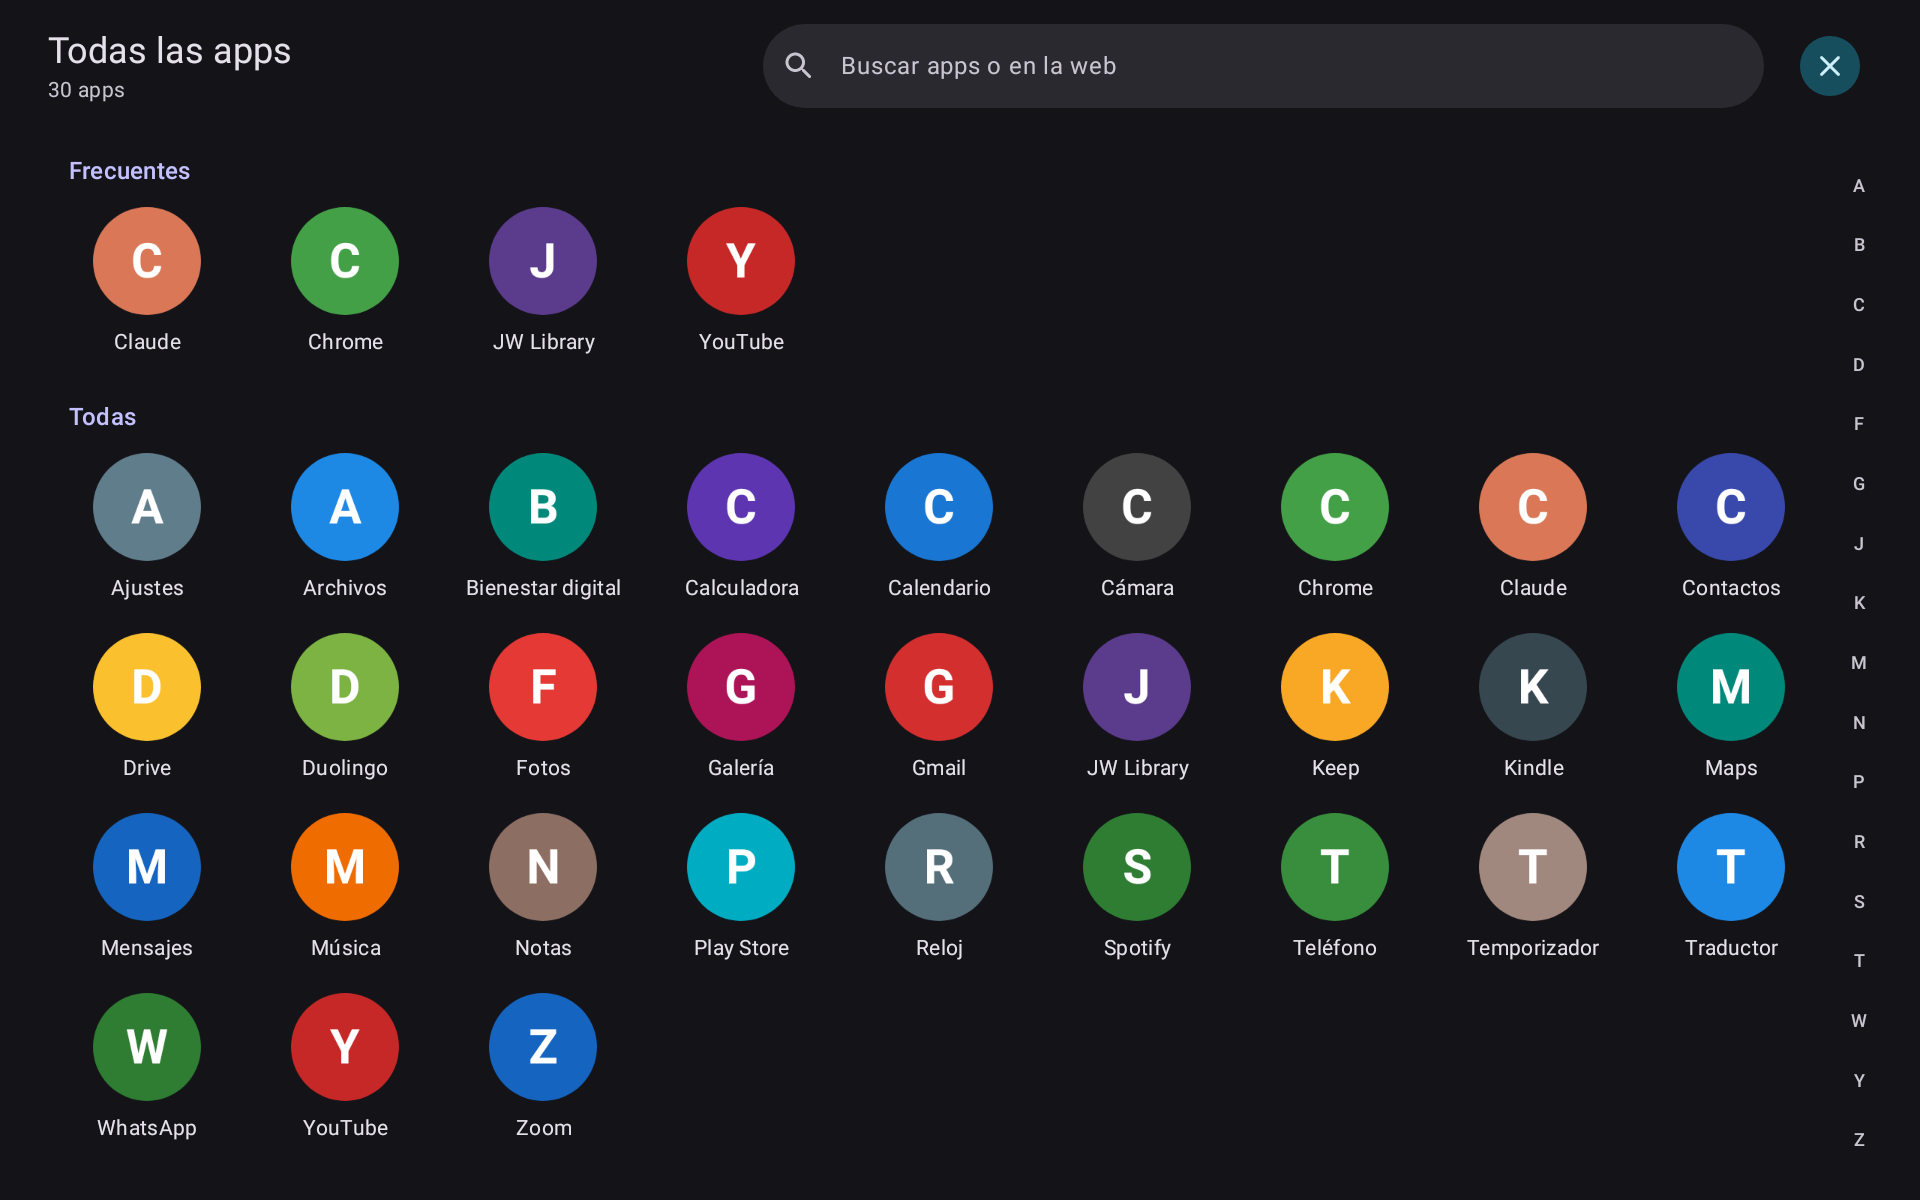 Todas las apps
30 apps
Buscar apps o en la web
Frecuentes
C C J Y
Claude Chrome JW Library YouTube
Todas
A A B C C C C C C
Ajustes Archivos Bienestar digital Calculadora Calendario Cámara Chrome Claude Contactos
D D F G G J K K M
Drive Duolingo Fotos Galería Gmail JW Library Keep Kindle Maps
M M N P R S T T T
Mensajes Música Notas Play Store Reloj Spotify Teléfono Temporizador Traductor
W Y Z
WhatsApp YouTube Zoom
A
B
C
D
F
G
J
K
M
N
P
R
S
T
W
Y
Z